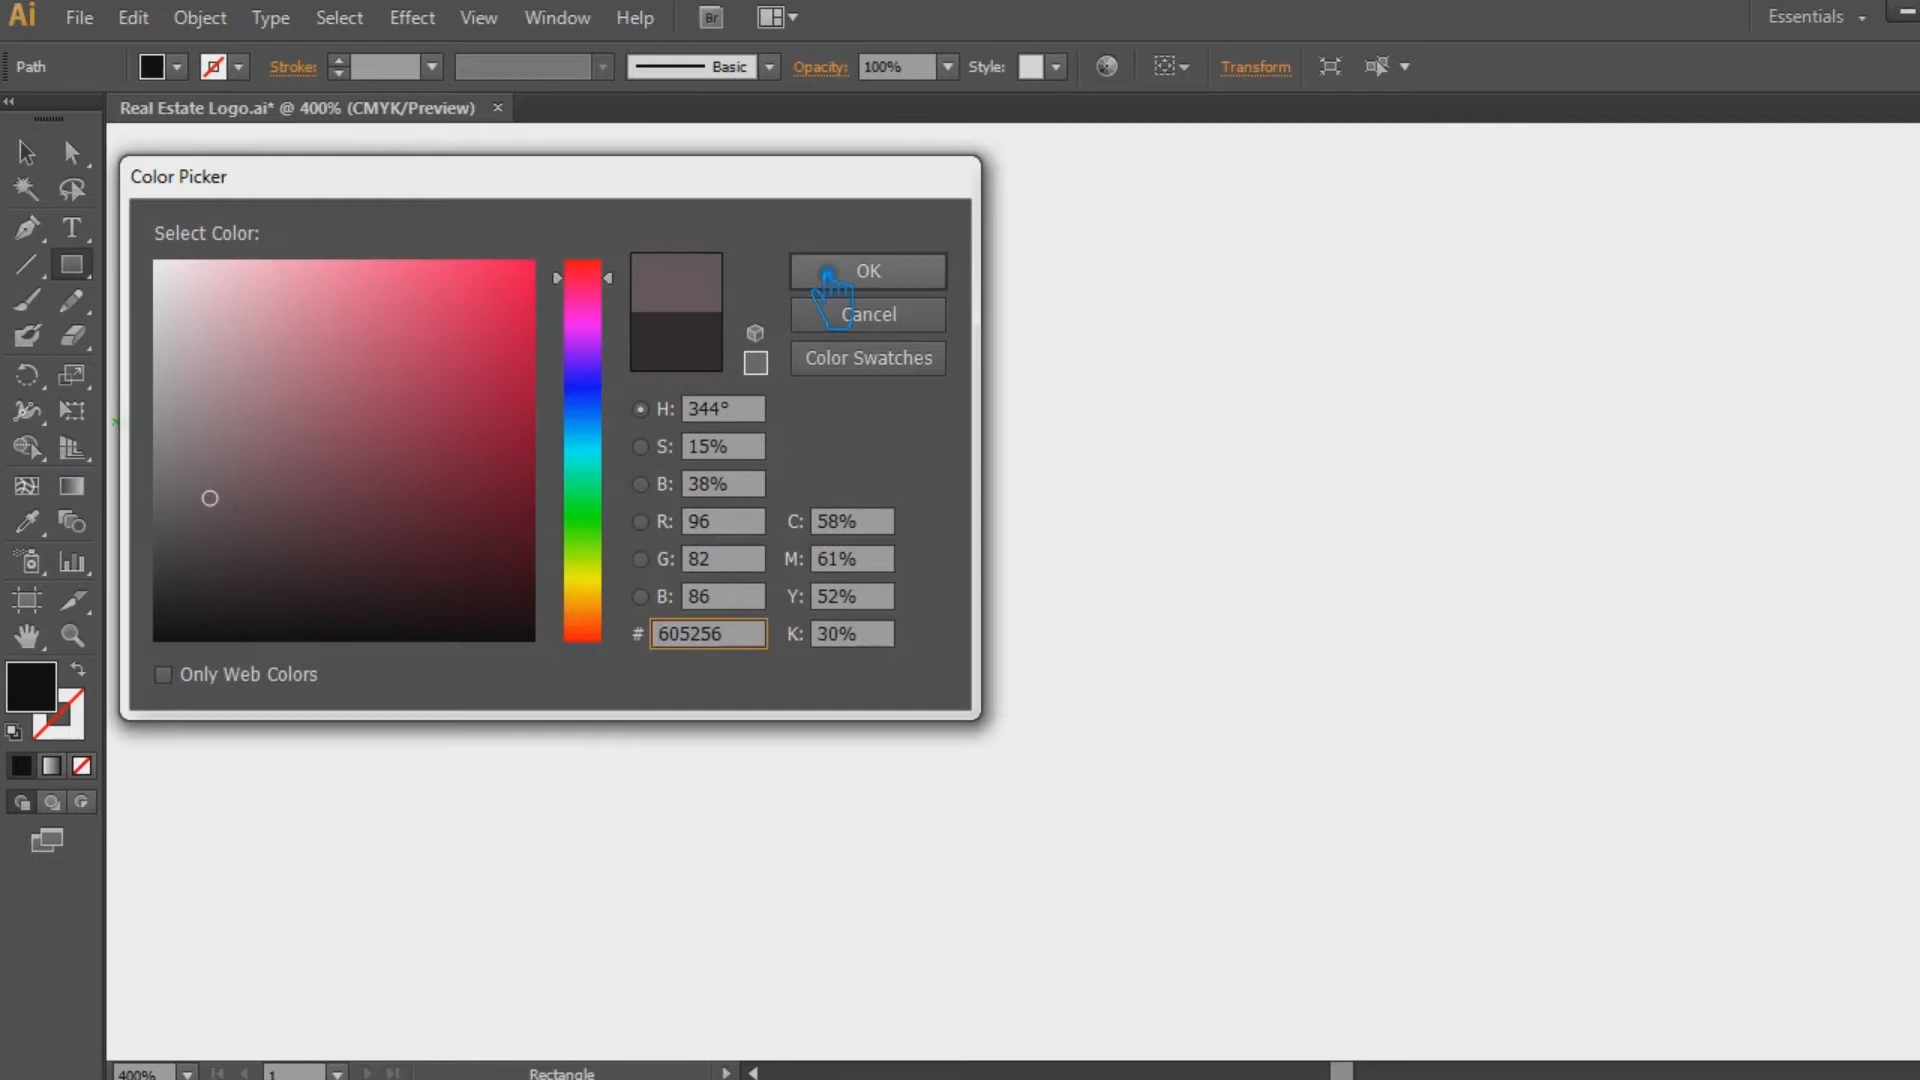 Ai File Edit Object Type Select Effect View Window Help Br Essentials
Path Stroke: Basic Opacity: 100% Style: Transform
Real Estate Logo.ai* @ 400% (CMYK/Preview) ×
Color Picker
Select Color:
OK
Cancel
Color Swatches
H: 344°
S: 15%
B: 38%
R: 96 C: 58%
G: 82 M: 61%
B: 86 Y: 52%
# 605256 K: 30%
Only Web Colors
T
400% 1 Rectangle